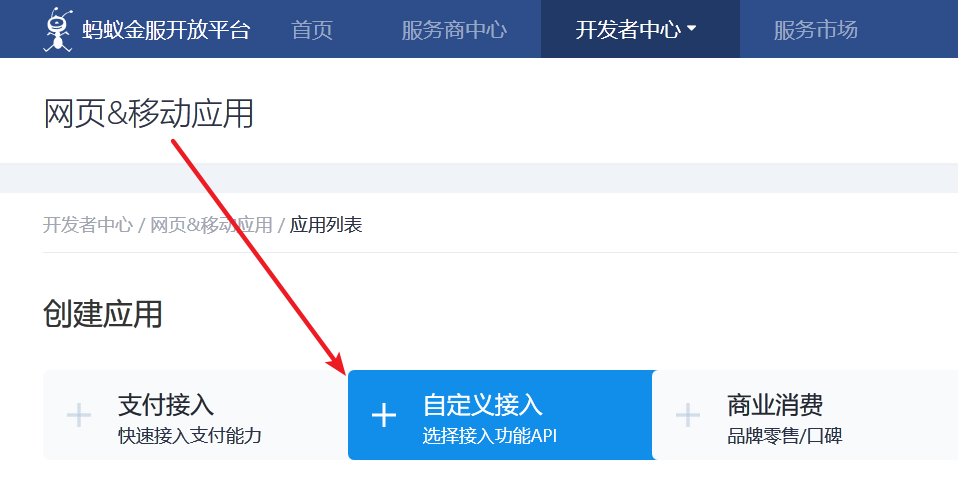 蚂蚁金服开放平台 首页 服务商中心 开发者中心 服务市场
网页&移动应用
开发者中心 / 网页&移动应用 / 应用列表
创建应用
支付接入 自定义接入 商业消费
快速接入支付能力 选择接入功能API 品牌零售/口碑